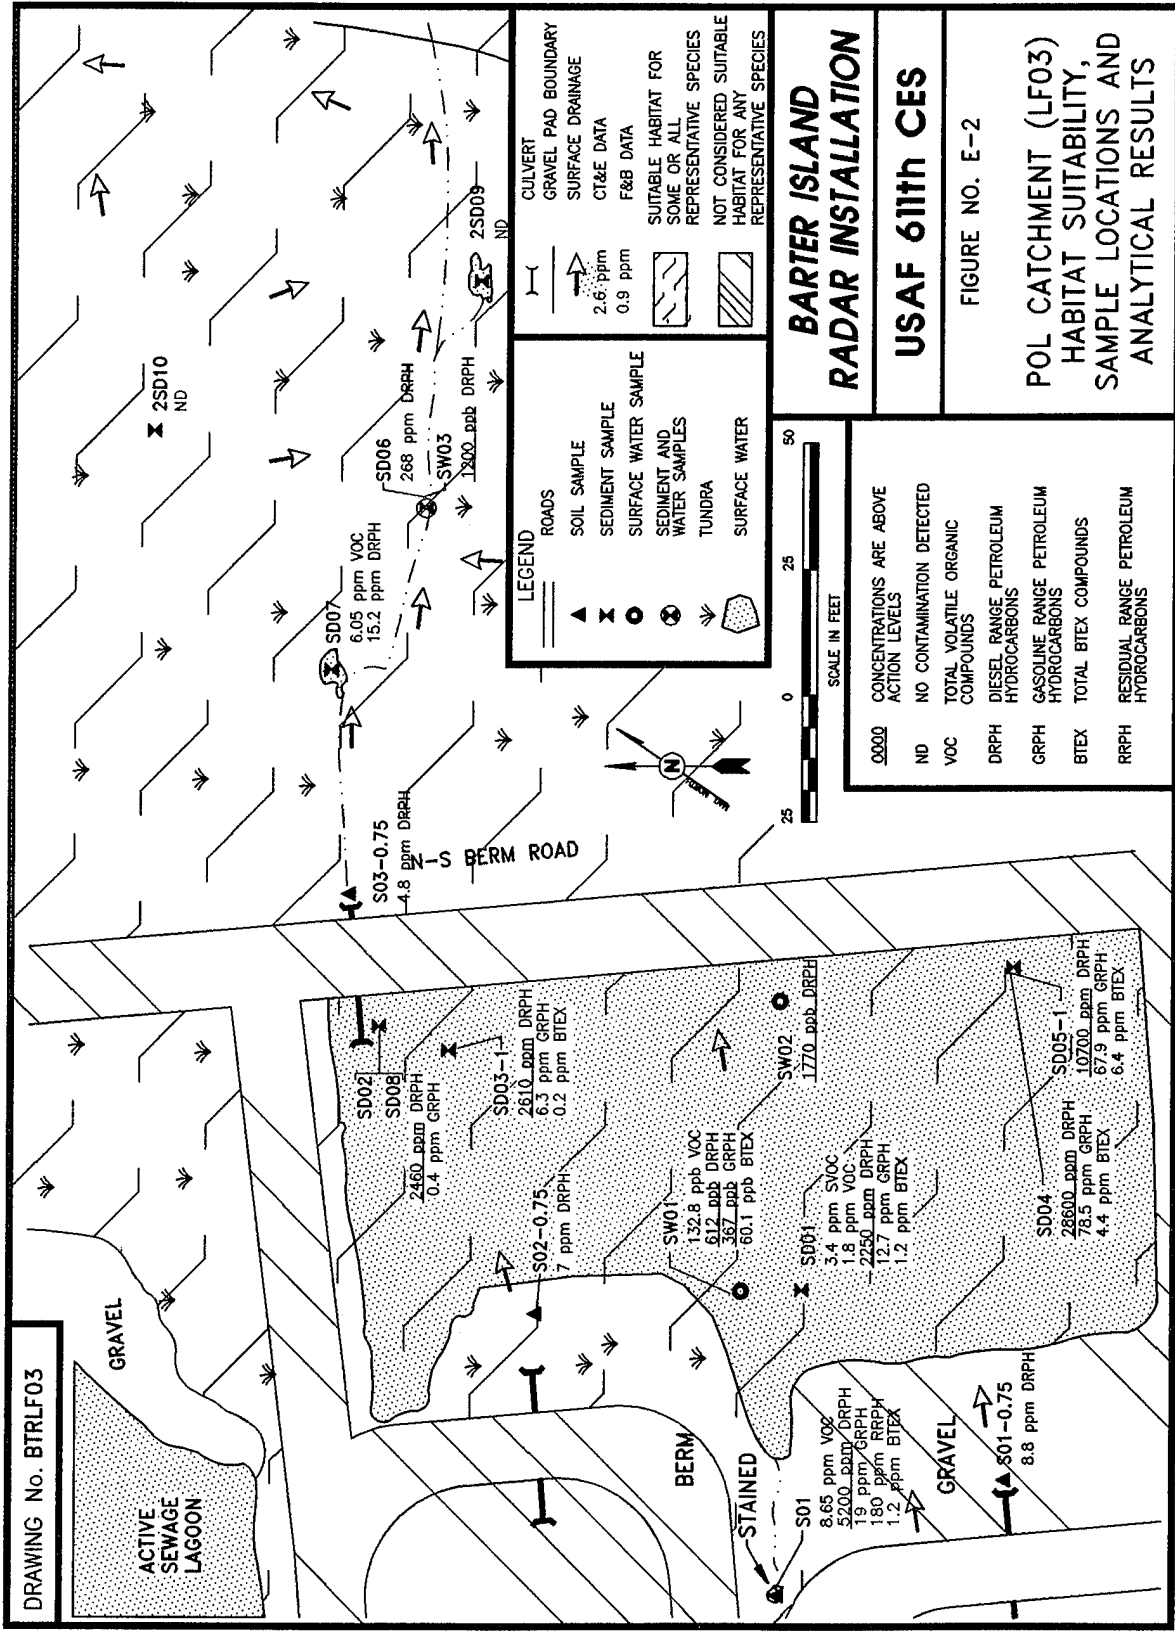 DRAWING No. BTRLF03
ACTIVE
SEWAGE
LAGOON
GRAVEL
SD02
SD08
2460 ppm DRPH
0.4 ppm GRPH
SD03-1
2610 ppm DRPH
6.3 ppm GRPH
0.2 ppm BTEX
S02-0.75
7 ppm DRPH
SW01
132.8 ppb VOC
612 ppb DRPH
367 ppb GRPH
60.1 ppb BTEX
SW02
1770 ppb DRPH
SD01
3.4 ppm SVOC
1.8 ppm VOC
2250 ppm DRPH
12.7 ppm GRPH
1.2 ppm BTEX
SD04
28600 ppm DRPH
78.5 ppm GRPH
4.4 ppm BTEX
SD05-1
10700 ppm DRPH
67.9 ppm GRPH
6.4 ppm BTEX
BERM
STAINED
S01
8.65 ppm VOC
5200 ppm DRPH
19 ppm GRPH
180 ppm RRPH
1.2 ppm BTEX
GRAVEL
S01-0.75
8.8 ppm DRPH
S03-0.75
4.8 ppm DRPH
N-S BERM ROAD
SD07
6.05 ppm VOC
15.2 ppm DRPH
SD06
268 ppm DRPH
SW03
1200 ppb DRPH
2SD10
ND
2SD09
ND
N
LEGEND
ROADS
SOIL SAMPLE
SEDIMENT SAMPLE
SURFACE WATER SAMPLE
SEDIMENT AND
WATER SAMPLES
TUNDRA
SURFACE WATER
CULVERT
GRAVEL PAD BOUNDARY
SURFACE DRAINAGE
2.6 ppm CT&E DATA
0.9 ppm F&B DATA
SUITABLE HABITAT FOR
SOME OR ALL
REPRESENTATIVE SPECIES
NOT CONSIDERED SUITABLE
HABITAT FOR ANY
REPRESENTATIVE SPECIES
25 0 25 50
SCALE IN FEET
0000 CONCENTRATIONS ARE ABOVE
ACTION LEVELS
ND NO CONTAMINATION DETECTED
VOC TOTAL VOLATILE ORGANIC
COMPOUNDS
DRPH DIESEL RANGE PETROLEUM
HYDROCARBONS
GRPH GASOLINE RANGE PETROLEUM
HYDROCARBONS
BTEX TOTAL BTEX COMPOUNDS
RRPH RESIDUAL RANGE PETROLEUM
HYDROCARBONS
BARTER ISLAND
RADAR INSTALLATION
USAF 611th CES
FIGURE NO. E-2
POL CATCHMENT (LF03)
HABITAT SUITABILITY,
SAMPLE LOCATIONS AND
ANALYTICAL RESULTS